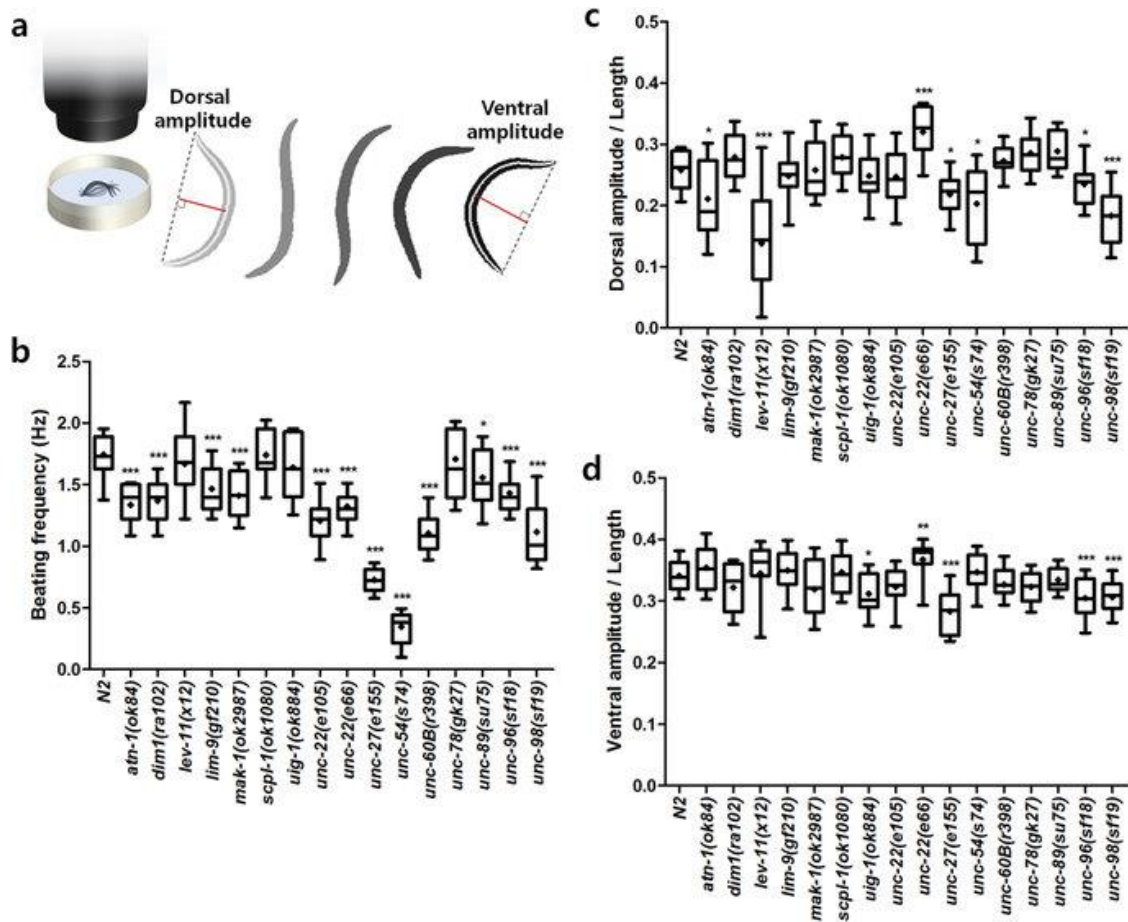 a
Dorsal
amplitude
Ventral
amplitude
b
Beating frequency (Hz)
2.5
2.0
1.5
1.0
0.5
0.0
*** *** *** *** *** *** *** *** *** * *** ***
N2
atn-1(ok84)
dim1(ra102)
lev-11(x12)
lim-9(gf210)
mak-1(ok2987)
scpl-1(ok1080)
uig-1(ok884)
unc-22(e105)
unc-22(e66)
unc-27(e155)
unc-54(s74)
unc-60B(r398)
unc-78(gk27)
unc-89(su75)
unc-96(sf18)
unc-98(sf19)
c
Dorsal amplitude / Length
0.5
0.4
0.3
0.2
0.1
0.0
* *** *** * * * ***
N2
atn-1(ok84)
dim1(ra102)
lev-11(x12)
lim-9(gf210)
mak-1(ok2987)
scpl-1(ok1080)
uig-1(ok884)
unc-22(e105)
unc-22(e66)
unc-27(e155)
unc-54(s74)
unc-60B(r398)
unc-78(gk27)
unc-89(su75)
unc-96(sf18)
unc-98(sf19)
d
Ventral amplitude / Length
0.5
0.4
0.3
0.3
0.1
0.0
* ** *** *** ***
N2
atn-1(ok84)
dim1(ra102)
lev-11(x12)
lim-9(gf210)
mak-1(ok2987)
scpl-1(ok1080)
uig-1(ok884)
unc-22(e105)
unc-22(e66)
unc-27(e155)
unc-54(s74)
unc-60B(r398)
unc-78(gk27)
unc-89(su75)
unc-96(sf18)
unc-98(sf19)